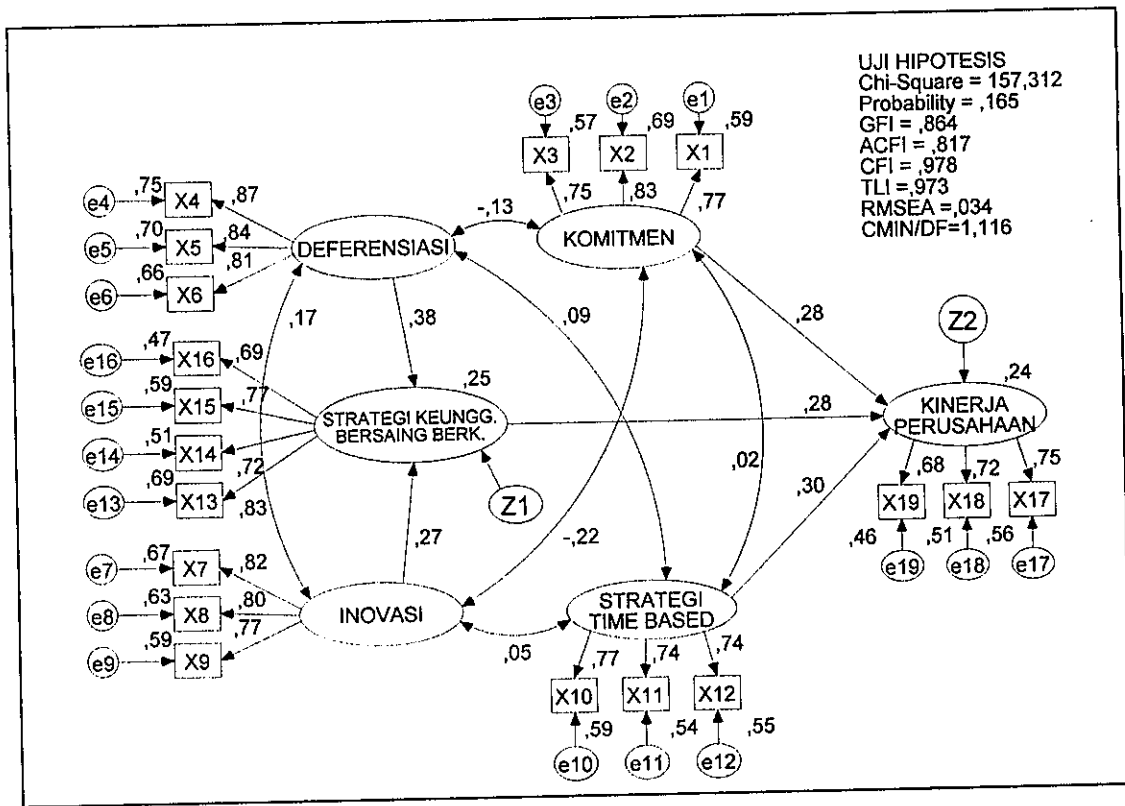 UJI HIPOTESIS
Chi-Square = 157,312
Probability = ,165
GFI = ,864
ACFI = ,817
CFI = ,978
TLI =,973
RMSEA = ,034
CMIN/DF=1,116
e3
e2
e1
,57
,69
,59
X3
X2
X1
,75
,83
,77
KOMITMEN
-,13
e4
,75
X4
,87
e5
,70
X5
,84
e6
,66
X6
,81
DEFERENSIASI
,17
,38
,09
,28
Z2
e16
,47
X16
,69
e15
,59
X15
,77
e14
,51
X14
,72
e13
,69
X13
,83
,25
STRATEGI KEUNGG.
BERSAING BERK.
Z1
,28
,24
KINERJA
PERUSAHAAN
,68
,72
,75
X19
X18
X17
,46
,51
,56
e19
e18
e17
,02
,30
,27
-,22
e7
,67
X7
,82
e8
,63
X8
,80
e9
,59
X9
,77
INOVASI
,05
STRATEGI
TIME BASED
,77
,74
,74
X10
X11
X12
,59
,54
,55
e10
e11
e12